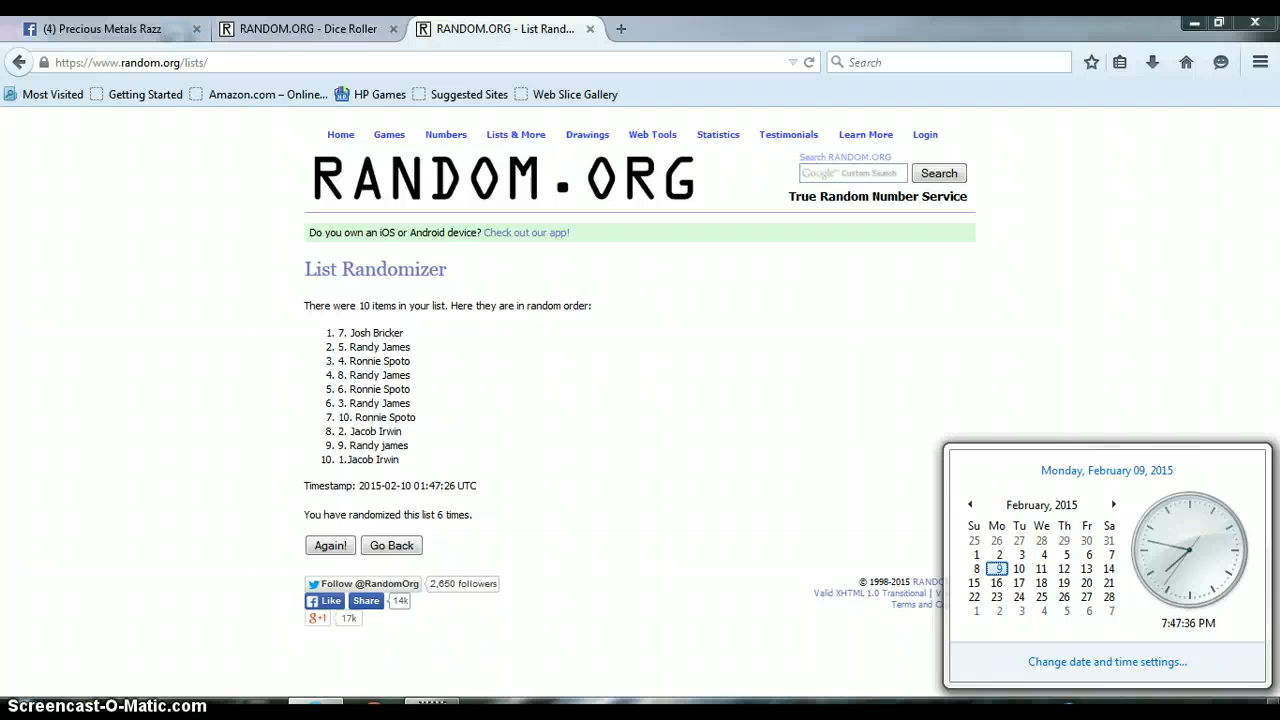 (4) Precious Metals Razz
RANDOM.ORG - Dice Roller
RANDOM.ORG - List Rand...
https://www.random.org/lists/
Search
Most Visited
Getting Started
Amazon.com – Online...
HP Games
Suggested Sites
Web Slice Gallery
Home Games Numbers Lists & More Drawings Web Tools Statistics Testimonials Learn More Login
RANDOM.ORG
Search RANDOM.ORG
Google™ Custom Search
Search
True Random Number Service
Do you own an iOS or Android device? Check out our app!
List Randomizer
There were 10 items in your list. Here they are in random order:
1. 7. Josh Bricker
2. 5. Randy James
3. 4. Ronnie Spoto
4. 8. Randy James
5. 6. Ronnie Spoto
6. 3. Randy James
7. 10. Ronnie Spoto
8. 2. Jacob Irwin
9. 9. Randy james
10. 1.Jacob Irwin
Timestamp: 2015-02-10 01:47:26 UTC
You have randomized this list 6 times.
Again! Go Back
Follow @RandomOrg 2,650 followers
Like Share 14k
g+1 17k
© 1998-2015 RANDO
Valid XHTML 1.0 Transitional | V
Terms and Co
Monday, February 09, 2015
February, 2015
Su Mo Tu We Th Fr Sa
25 26 27 28 29 30 31
1 2 3 4 5 6 7
8 9 10 11 12 13 14
15 16 17 18 19 20 21
22 23 24 25 26 27 28
1 2 3 4 5 6 7
7:47:36 PM
Change date and time settings...
Screencast-O-Matic.com